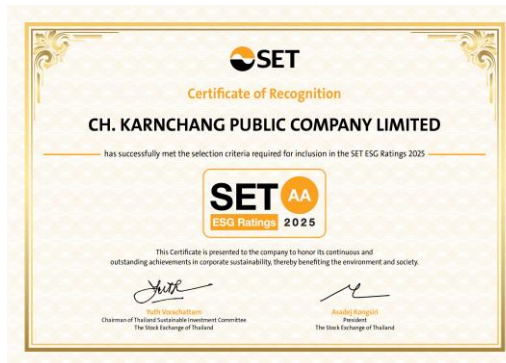 SET
Certificate of Recognition
CH. KARNCHANG PUBLIC COMPANY LIMITED
has successfully met the selection criteria required for inclusion in the SET ESG Ratings 2025
SET AA
ESG Ratings 2025
This Certificate is presented to the company to honor its continuous and
outstanding achievements in corporate sustainability, thereby benefiting the environment and society.
Yuth Vorachattarn
Chairman of Thailand Sustainable Investment Committee
The Stock Exchange of Thailand
Asadej Kongsiri
President
The Stock Exchange of Thailand